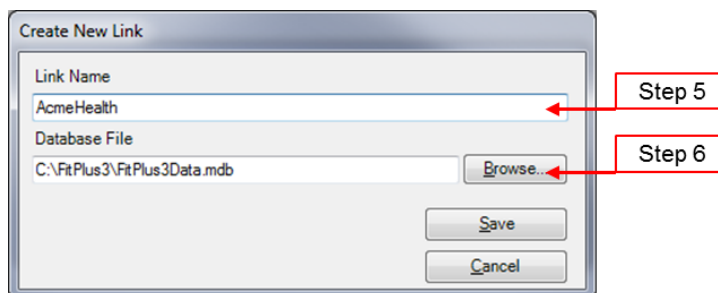 Create New Link
Link Name
AcmeHealth
Step 5
Database File
C:\FitPlus3\FitPlus3Data.mdb
Browse...
Step 6
Save
Cancel